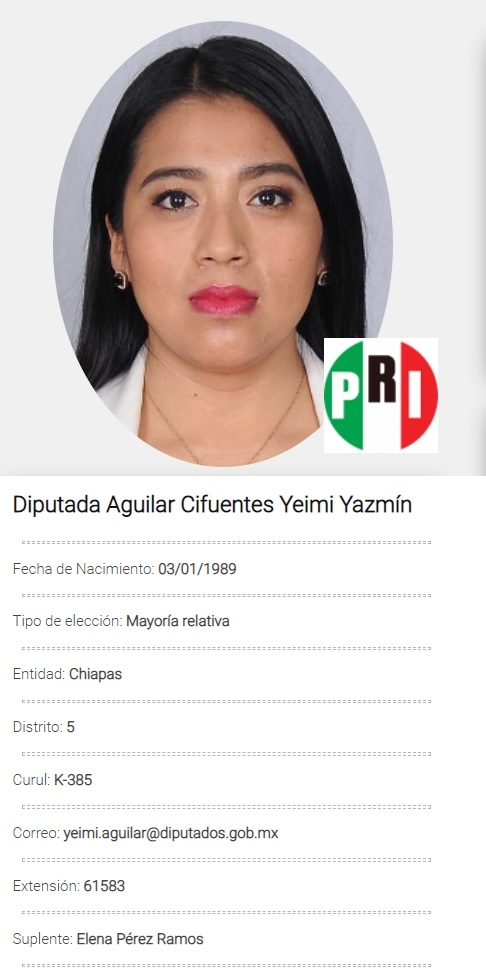 PRI
Diputada Aguilar Cifuentes Yeimi Yazmín
Fecha de Nacimiento: 03/01/1989
Tipo de elección: Mayoría relativa
Entidad: Chiapas
Distrito: 5
Curul: K-385
Correo: yeimi.aguilar@diputados.gob.mx
Extensión: 61583
Suplente: Elena Pérez Ramos